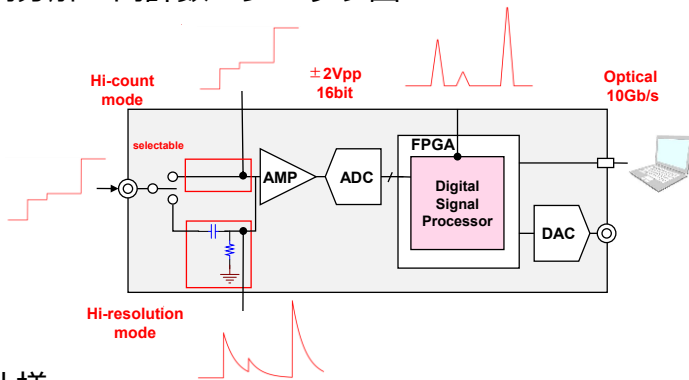 ±2Vpp
16bit
Hi-count
mode
Optical
10Gb/s
selectable
FPGA
AMP
ADC
Digital
Signal
Processor
DAC
Hi-resolution
mode